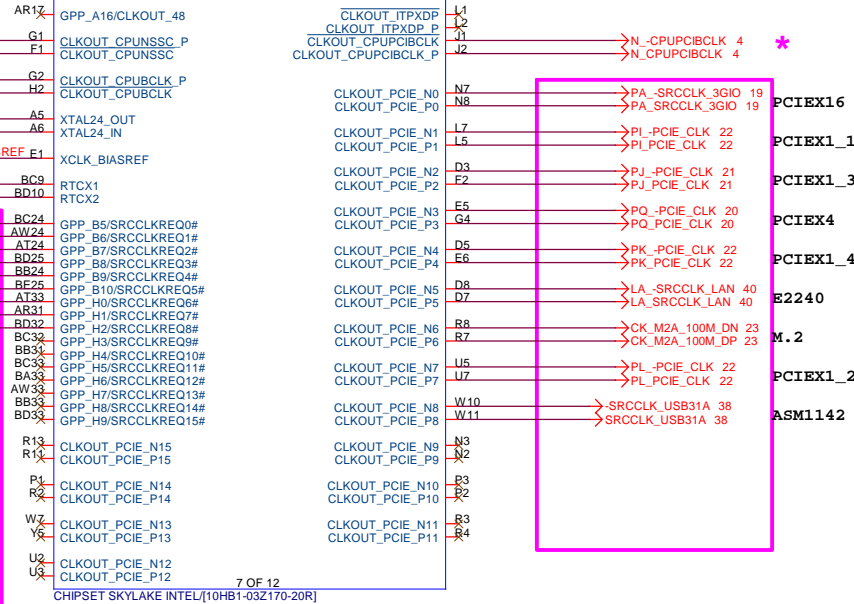 AR17 GPP_A16/CLKOUT_48
G1 CLKOUT_CPUNSSC_P
F1 CLKOUT_CPUNSSC
G2 CLKOUT_CPUBCLK_P
H2 CLKOUT_CPUBCLK
A5 XTAL24_OUT
A6 XTAL24_IN
REF E1 XCLK_BIASREF
BC9 RTCX1
BD10 RTCX2
BC24 GPP_B5/SRCCLKREQ0#
AW24 GPP_B6/SRCCLKREQ1#
AT24 GPP_B7/SRCCLKREQ2#
BD25 GPP_B8/SRCCLKREQ3#
BB24 GPP_B9/SRCCLKREQ4#
BE25 GPP_B10/SRCCLKREQ5#
AT33 GPP_H0/SRCCLKREQ6#
AR31 GPP_H1/SRCCLKREQ7#
BD32 GPP_H2/SRCCLKREQ8#
BC32 GPP_H3/SRCCLKREQ9#
BB31 GPP_H4/SRCCLKREQ10#
BC33 GPP_H5/SRCCLKREQ11#
BA33 GPP_H6/SRCCLKREQ12#
AW33 GPP_H7/SRCCLKREQ13#
BB33 GPP_H8/SRCCLKREQ14#
BD33 GPP_H9/SRCCLKREQ15#
R13 CLKOUT_PCIE_N15
R11 CLKOUT_PCIE_P15
P1 CLKOUT_PCIE_N14
R2 CLKOUT_PCIE_P14
W7 CLKOUT_PCIE_N13
Y5 CLKOUT_PCIE_P13
U2 CLKOUT_PCIE_N12
U3 CLKOUT_PCIE_P12
CLKOUT_ITPXDP L1
CLKOUT_ITPXDP_P L2
CLKOUT_CPUPCIBCLK J1 N_-CPUPCIBCLK 4
CLKOUT_CPUPCIBCLK_P J2 N_CPUPCIBCLK 4
*
CLKOUT_PCIE_N0 N7 PA_-SRCCLK_3GIO 19
CLKOUT_PCIE_P0 N8 PA_SRCCLK_3GIO 19
PCIEX16
CLKOUT_PCIE_N1 L7 PI_-PCIE_CLK 22
CLKOUT_PCIE_P1 L5 PI_PCIE_CLK 22
PCIEX1_1
CLKOUT_PCIE_N2 D3 PJ_-PCIE_CLK 21
CLKOUT_PCIE_P2 F2 PJ_PCIE_CLK 21
PCIEX1_3
CLKOUT_PCIE_N3 E5 PQ_-PCIE_CLK 20
CLKOUT_PCIE_P3 G4 PQ_PCIE_CLK 20
PCIEX4
CLKOUT_PCIE_N4 D5 PK_-PCIE_CLK 22
CLKOUT_PCIE_P4 E6 PK_PCIE_CLK 22
PCIEX1_4
CLKOUT_PCIE_N5 D8 LA_-SRCCLK_LAN 40
CLKOUT_PCIE_P5 D7 LA_SRCCLK_LAN 40
E2240
CLKOUT_PCIE_N6 R8 CK_M2A_100M_DN 23
CLKOUT_PCIE_P6 R7 CK_M2A_100M_DP 23
M.2
CLKOUT_PCIE_N7 U5 PL_-PCIE_CLK 22
CLKOUT_PCIE_P7 U7 PL_PCIE_CLK 22
PCIEX1_2
CLKOUT_PCIE_N8 W10 -SRCCLK_USB31A 38
CLKOUT_PCIE_P8 W11 SRCCLK_USB31A 38
ASM1142
CLKOUT_PCIE_N9 N3
CLKOUT_PCIE_P9 N2
CLKOUT_PCIE_N10 P3
CLKOUT_PCIE_P10 P2
CLKOUT_PCIE_N11 R3
CLKOUT_PCIE_P11 R4
7 OF 12
CHIPSET SKYLAKE INTEL/[10HB1-03Z170-20R]